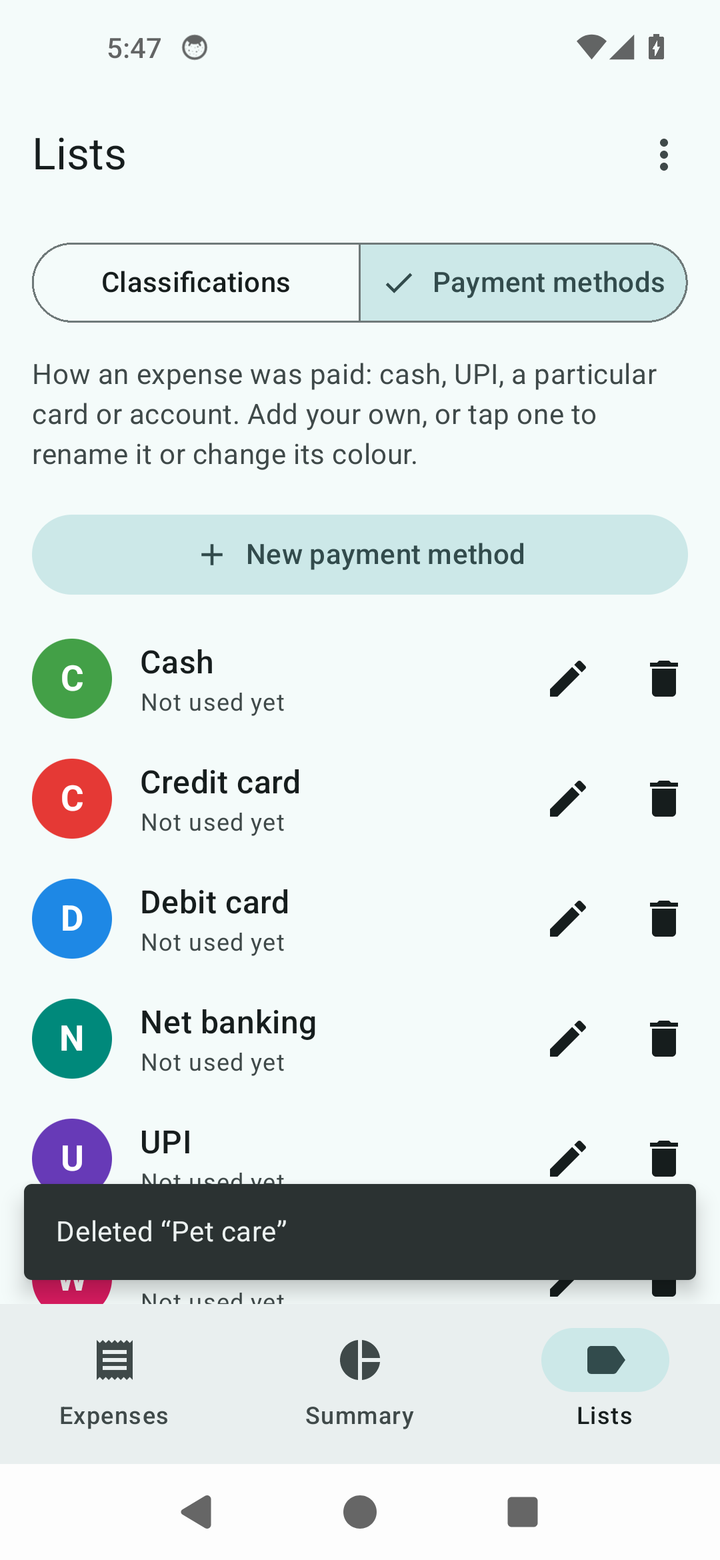 5:47
Lists
Classifications
Payment methods
How an expense was paid: cash, UPI, a particular
card or account. Add your own, or tap one to
rename it or change its colour.
New payment method
C
Cash
Not used yet
C
Credit card
Not used yet
D
Debit card
Not used yet
N
Net banking
Not used yet
U
UPI
Not used yet
Deleted “Pet care”
W
Not used yet
Expenses
Summary
Lists